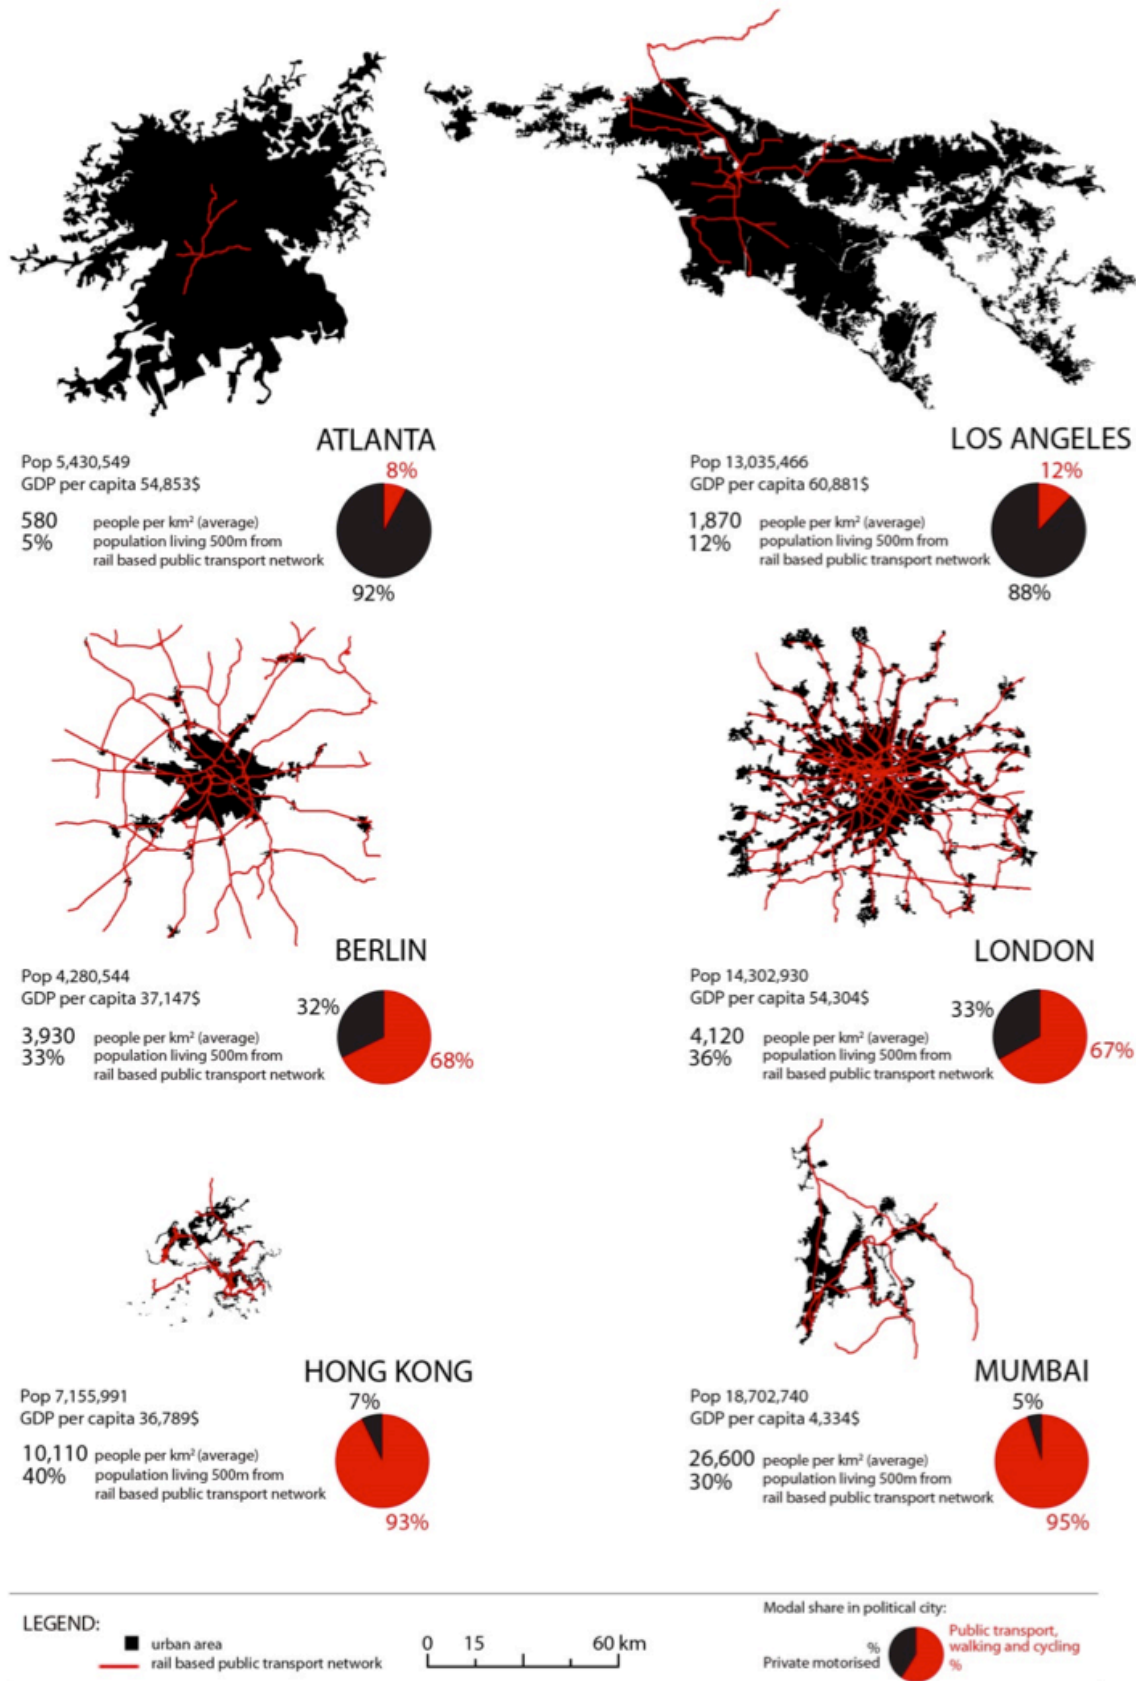 ATLANTA
Pop 5,430,549
GDP per capita 54,853$
8%
580 people per km² (average)
5% population living 500m from
rail based public transport network
92%
LOS ANGELES
Pop 13,035,466
GDP per capita 60,881$
12%
1,870 people per km² (average)
12% population living 500m from
rail based public transport network
88%
BERLIN
Pop 4,280,544
GDP per capita 37,147$
32%
3,930 people per km² (average)
33% population living 500m from
rail based public transport network
68%
LONDON
Pop 14,302,930
GDP per capita 54,304$
33%
4,120 people per km² (average)
36% population living 500m from
rail based public transport network
67%
HONG KONG
Pop 7,155,991
GDP per capita 36,789$
7%
10,110 people per km² (average)
40% population living 500m from
rail based public transport network
93%
MUMBAI
Pop 18,702,740
GDP per capita 4,334$
5%
26,600 people per km² (average)
30% population living 500m from
rail based public transport network
95%
LEGEND:
urban area
rail based public transport network
0 15 60 km
Modal share in political city:
%
Private motorised
Public transport,
walking and cycling
%